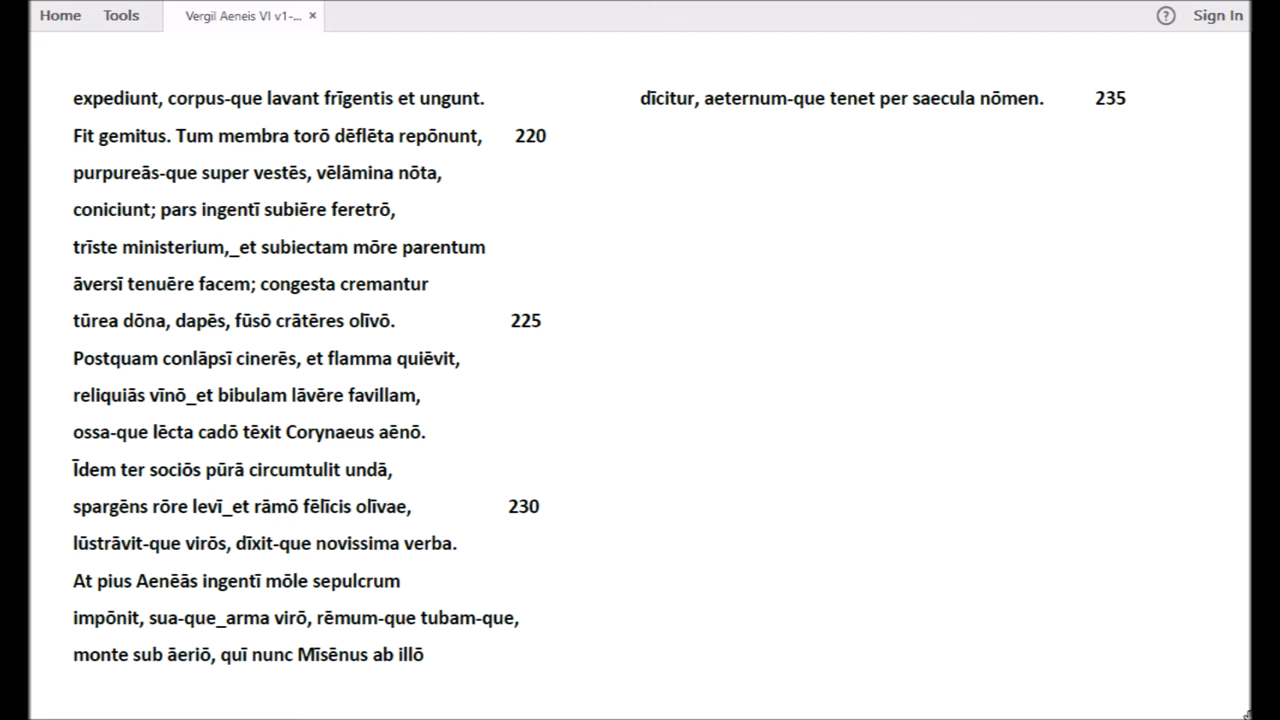 Home Tools Vergil Aeneis VI v1-... × ? Sign In
expediunt, corpus-que lavant frīgentis et ungunt.
Fit gemitus. Tum membra torō dēflēta repōnunt, 220
purpureās-que super vestēs, vēlāmina nōta,
coniciunt; pars ingentī subiēre feretrō,
trīste ministerium,_et subiectam mōre parentum
āversī tenuēre facem; congesta cremantur
tūrea dōna, dapēs, fūsō crātēres olīvō. 225
Postquam conlāpsī cinerēs, et flamma quiēvit,
reliquiās vīnō_et bibulam lāvēre favillam,
ossa-que lēcta cadō tēxit Corynaeus aēnō.
Īdem ter sociōs pūrā circumtulit undā,
spargēns rōre levī_et rāmō fēlīcis olīvae, 230
lūstrāvit-que virōs, dīxit-que novissima verba.
At pius Aenēās ingentī mōle sepulcrum
impōnit, sua-que_arma virō, rēmum-que tubam-que,
monte sub āeriō, quī nunc Mīsēnus ab illō
dīcitur, aeternum-que tenet per saecula nōmen. 235